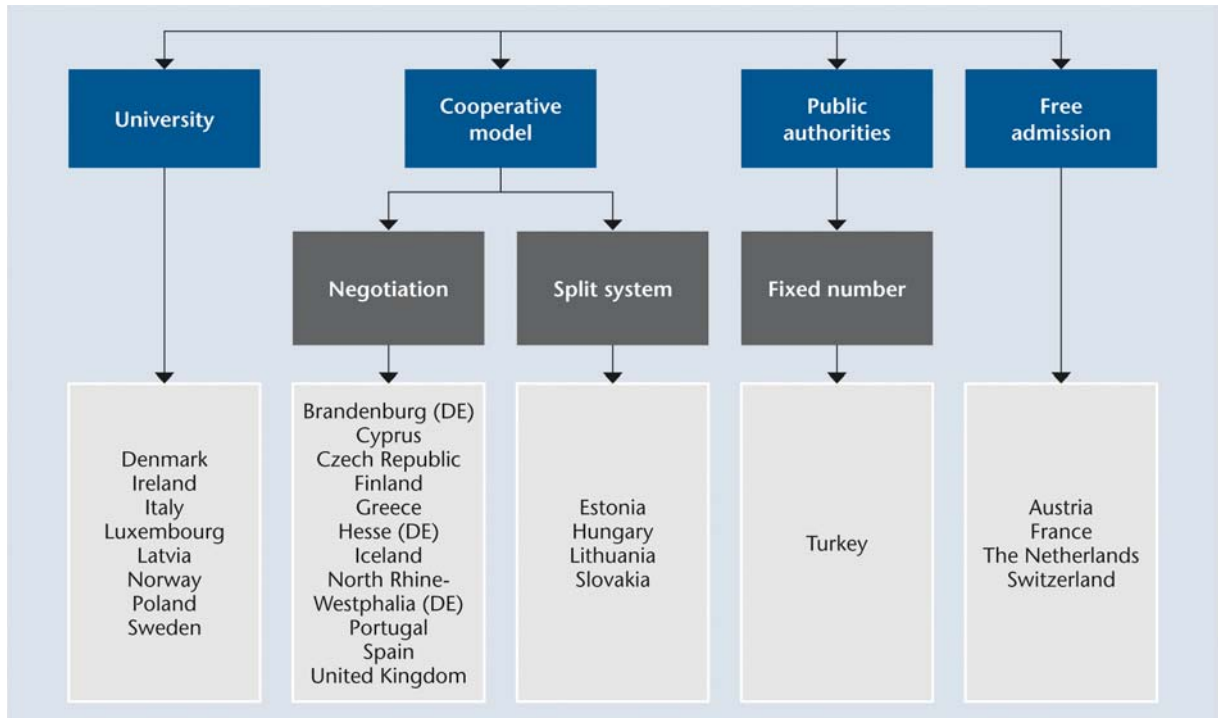 University
Cooperative
model
Public
authorities
Free
admission
Negotiation
Split system
Fixed number
Denmark
Ireland
Italy
Luxembourg
Latvia
Norway
Poland
Sweden
Brandenburg (DE)
Cyprus
Czech Republic
Finland
Greece
Hesse (DE)
Iceland
North Rhine-
Westphalia (DE)
Portugal
Spain
United Kingdom
Estonia
Hungary
Lithuania
Slovakia
Turkey
Austria
France
The Netherlands
Switzerland